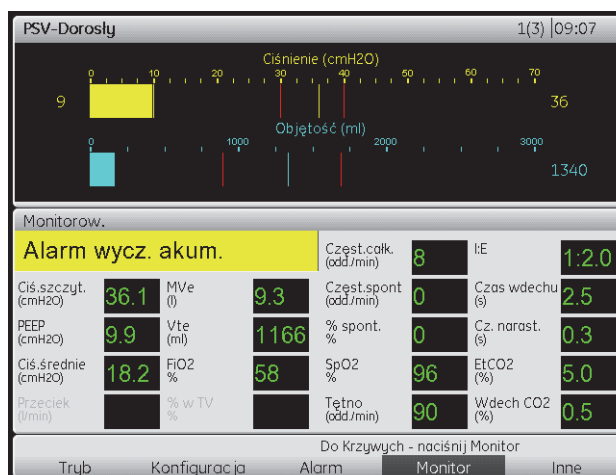 PSV-Dorosły 1(3) |09:07
Ciśnienie (cmH2O)
0 10 20 30 40 50 60 70
9 36
Objętość (ml)
0 1000 2000 3000
1340
Monitorow.
Alarm wycz. akum.
Częst.całk. (odd./min) 8 I:E 1:2.0
Ciś.szczyt. (cmH2O) 36.1 MVe (l) 9.3 Częst.spont (odd./min) 0 Czas wdechu (s) 2.5
PEEP (cmH2O) 9.9 Vte (ml) 1166 % spont. % 0 Cz. narast. (s) 0.3
Ciś.średnie (cmH2O) 18.2 FiO2 % 58 SpO2 % 96 EtCO2 (%) 5.0
Przeciek (l/min) % w TV % Tętno (odd./min) 90 Wdech CO2 (%) 0.5
Do Krzywych - naciśnij Monitor
Tryb Konfiguracja Alarm Monitor Inne